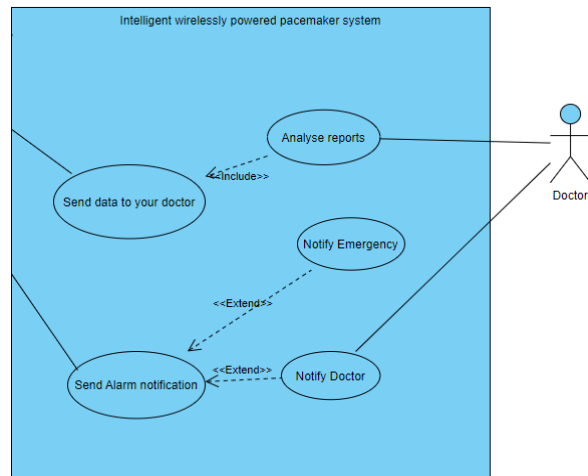 Intelligent wirelessly powered pacemaker system
Analyse reports
<<Include>>
Send data to your doctor
Doctor
Notify Emergency
<<Extend>>
<<Extend>>
Notify Doctor
Send Alarm notification